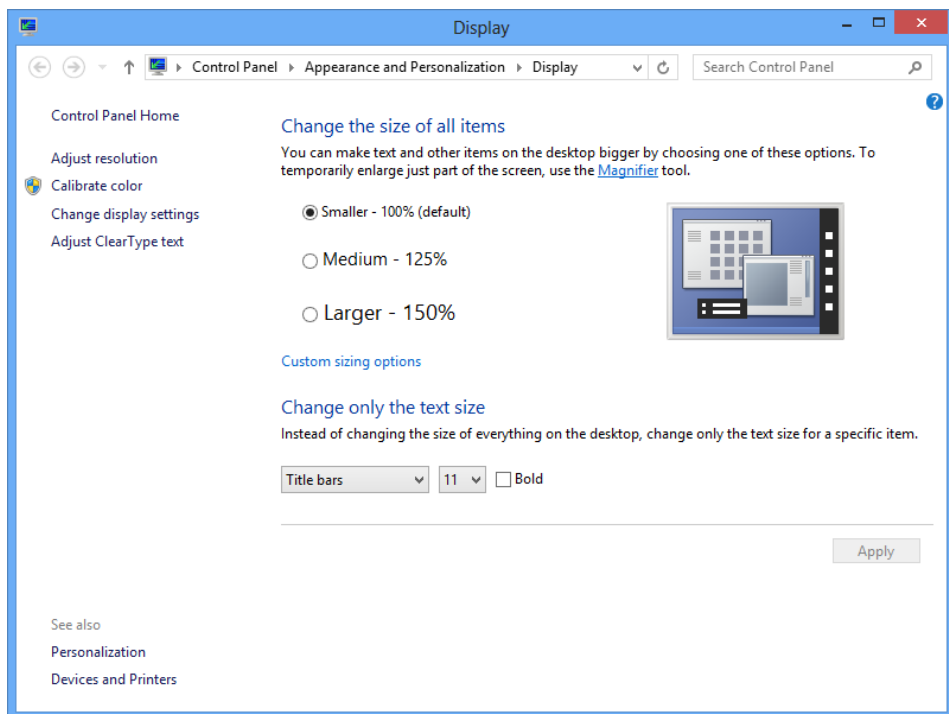 Display
Control Panel Appearance and Personalization Display Search Control Panel
Control Panel Home
Adjust resolution
Calibrate color
Change display settings
Adjust ClearType text
Change the size of all items
You can make text and other items on the desktop bigger by choosing one of these options. To
temporarily enlarge just part of the screen, use the Magnifier tool.
Smaller - 100% (default)
Medium - 125%
Larger - 150%
Custom sizing options
Change only the text size
Instead of changing the size of everything on the desktop, change only the text size for a specific item.
Title bars 11 Bold
Apply
See also
Personalization
Devices and Printers